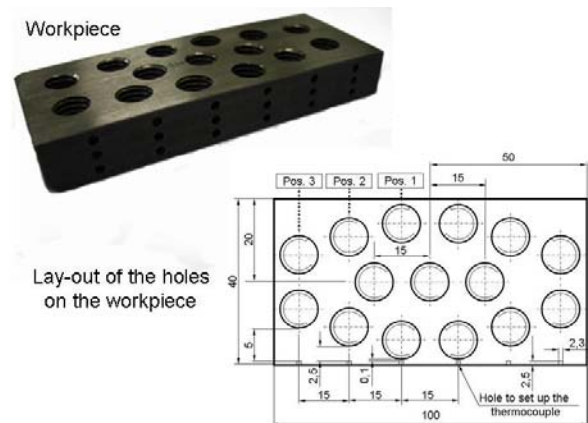 Workpiece
50
Pos. 3
Pos. 2
Pos. 1
15
20
40
15
Lay-out of the holes
on the workpiece
5
2,5
0,1
2,5
2,3
15
15
15
Hole to set up the
thermocouple
100